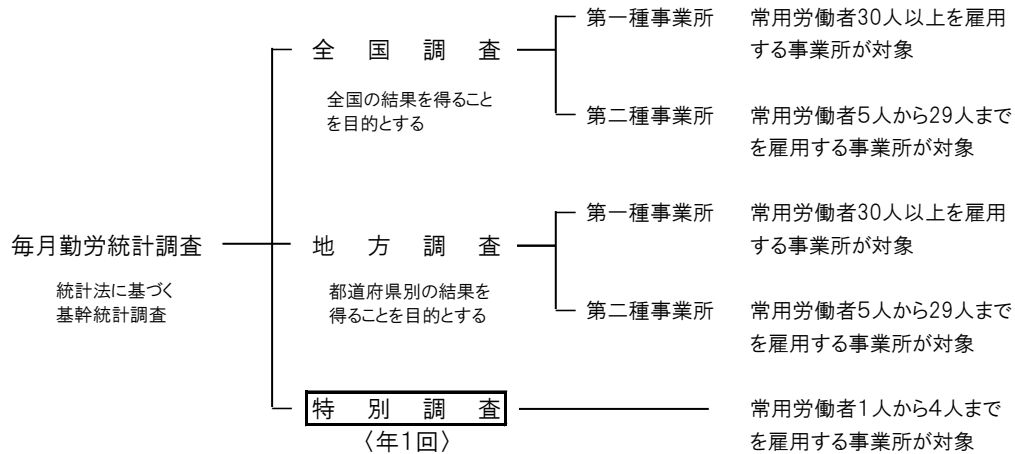 毎月勤労統計調査
統計法に基づく
基幹統計調査
全国調査
全国の結果を得ること
を目的とする
第一種事業所
常用労働者30人以上を雇用
する事業所が対象
第二種事業所
常用労働者5人から29人まで
を雇用する事業所が対象
地方調査
都道府県別の結果を
得ることを目的とする
第一種事業所
常用労働者30人以上を雇用
する事業所が対象
第二種事業所
常用労働者5人から29人まで
を雇用する事業所が対象
特別調査
〈年1回〉
常用労働者1人から4人まで
を雇用する事業所が対象